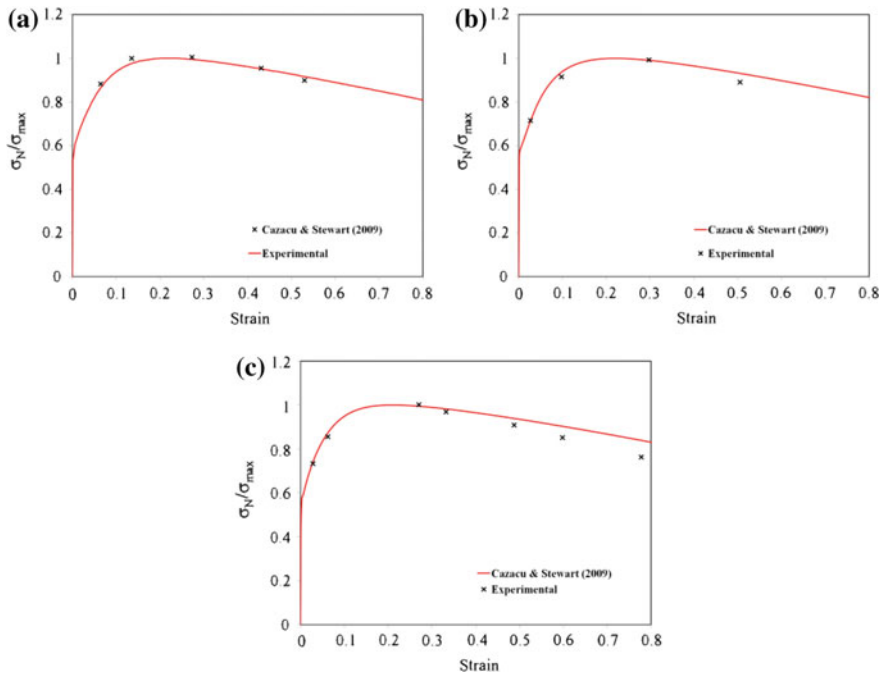 (a)
1.2
1
0.8
0.6
0.4
0.2
0
σN/σmax
× Cazacu & Stewart (2009)
Experimental
0 0.1 0.2 0.3 0.4 0.5 0.6 0.7 0.8
Strain
(b)
1.2
1
0.8
0.6
0.4
0.2
0
σN/σmax
Cazacu & Stewart (2009)
× Experimental
0 0.1 0.2 0.3 0.4 0.5 0.6 0.7 0.8
Strain
(c)
1.2
1
0.8
0.6
0.4
0.2
0
σN/σmax
Cazacu & Stewart (2009)
× Experimental
0 0.1 0.2 0.3 0.4 0.5 0.6 0.7 0.8
Strain